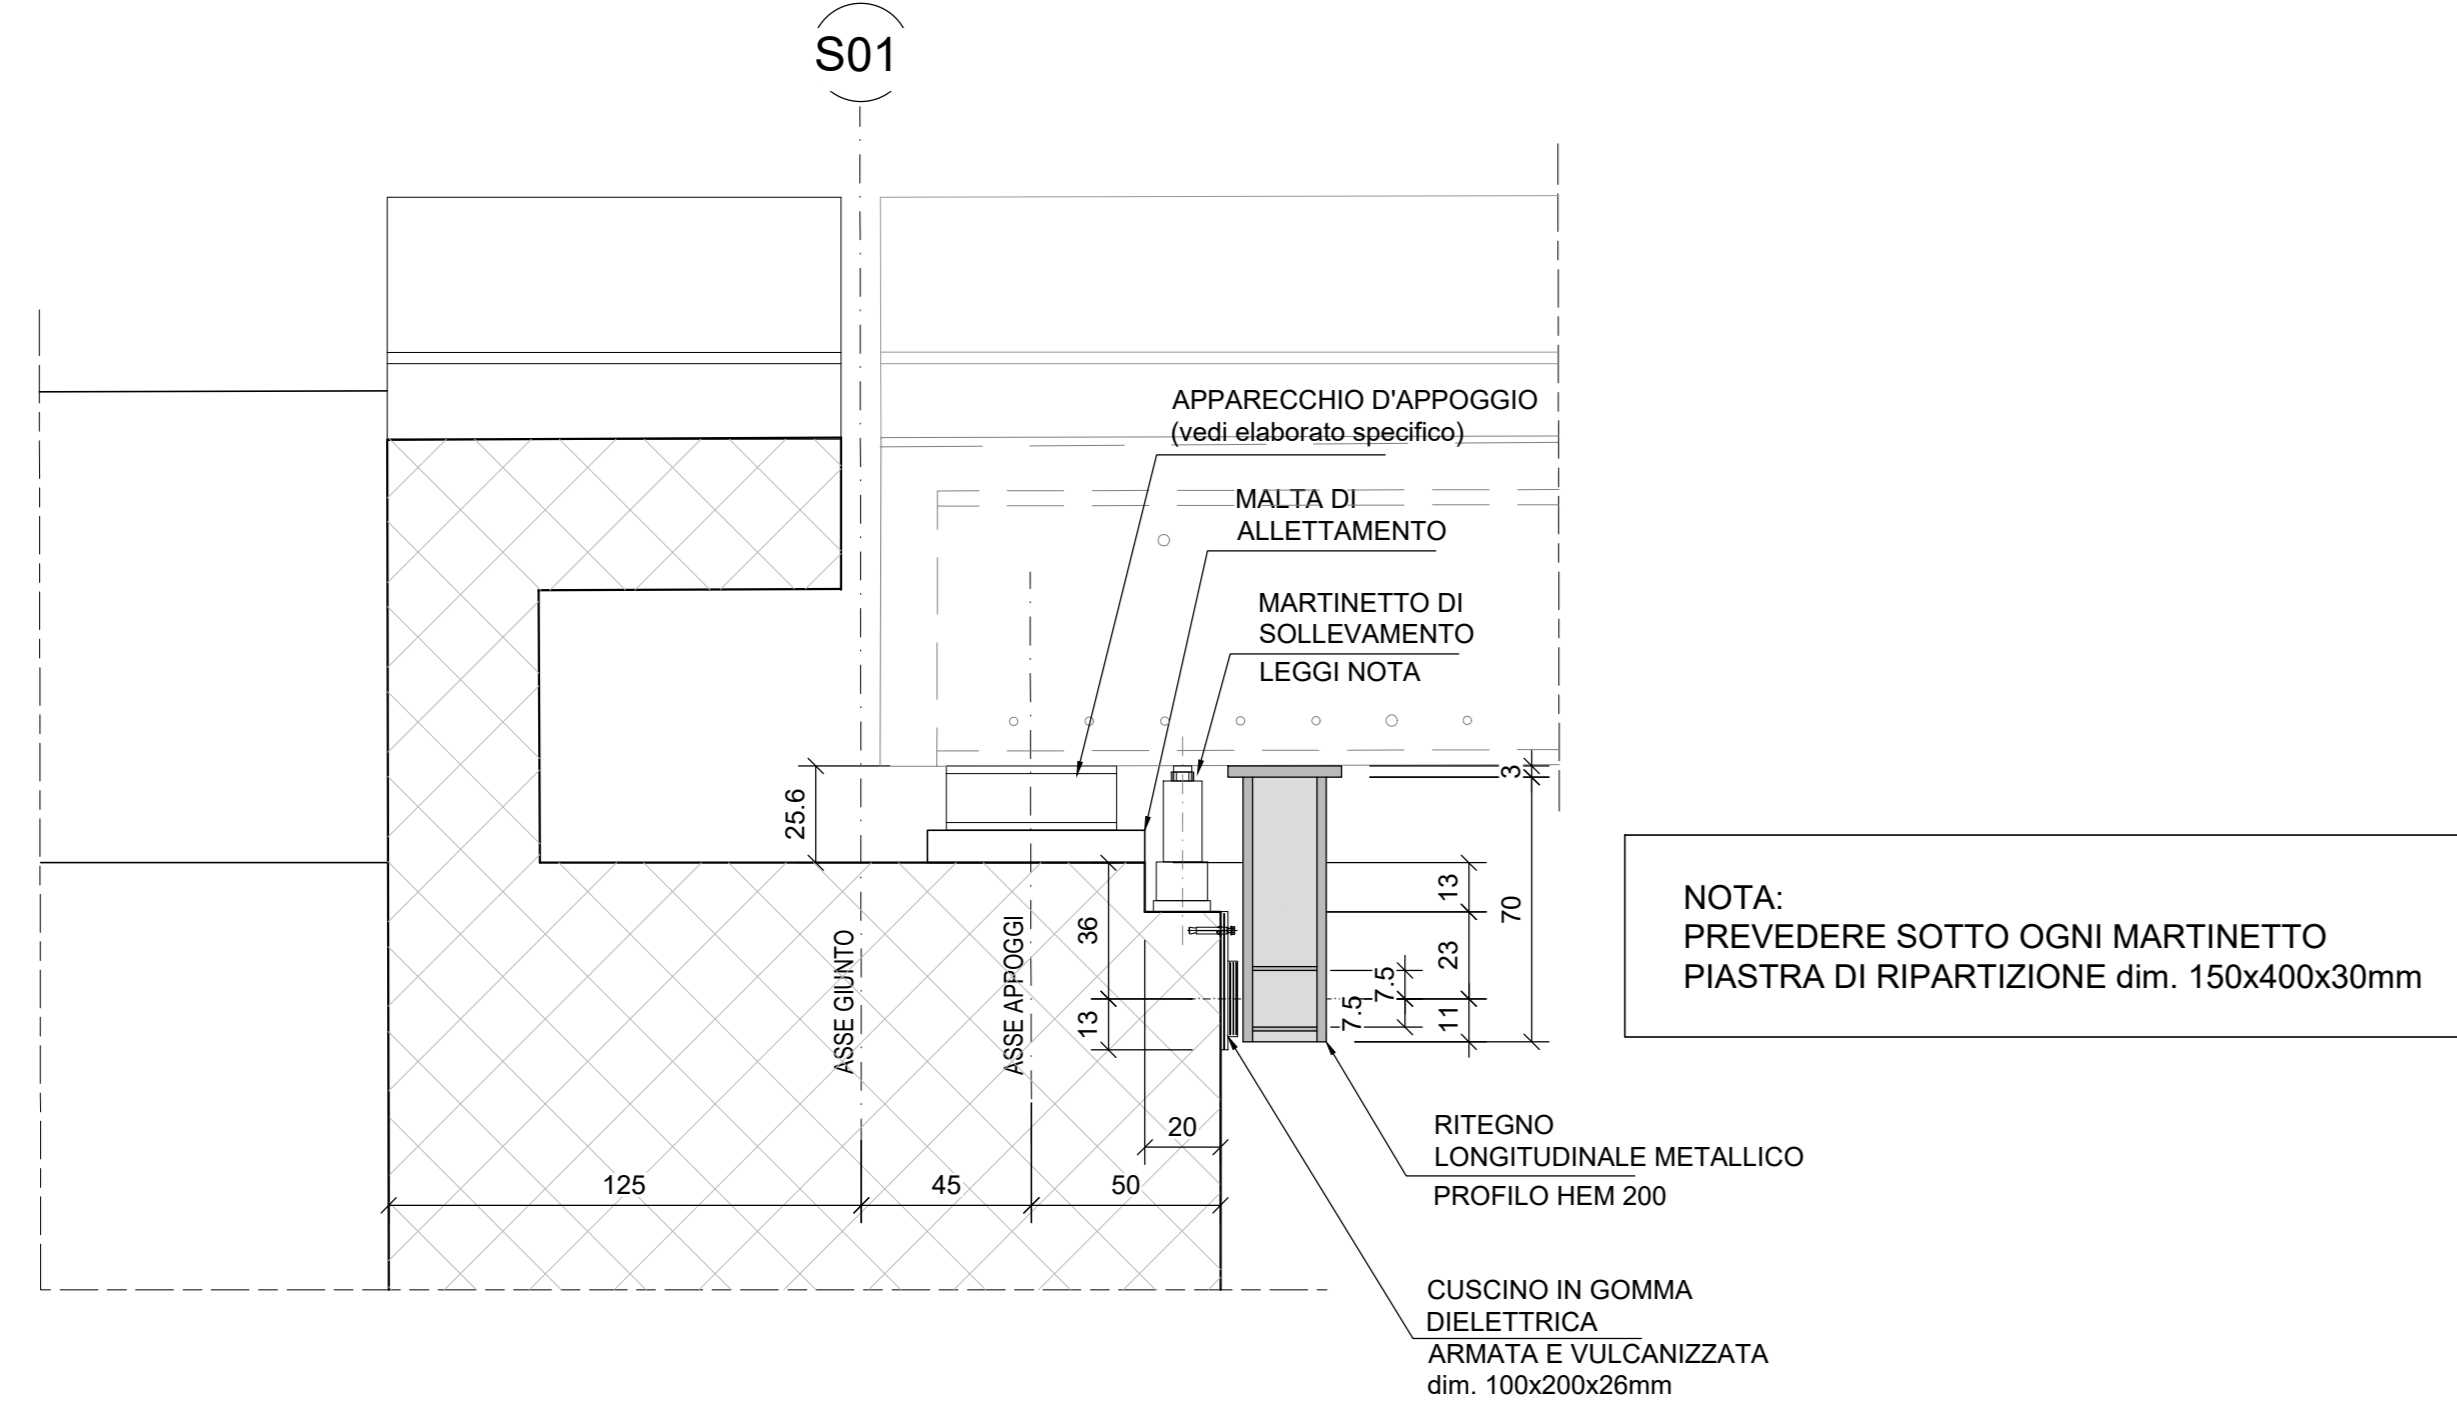 S01
APPARECCHIO D'APPOGGIO
(vedi elaborato specifico)
MALTA DI
ALLETTAMENTO
MARTINETTO DI
SOLLEVAMENTO
LEGGI NOTA
25.6
3
13
70
36
23
7.5
7.5
13
11
ASSE GIUNTO
ASSE APPOGGI
NOTA:
PREVEDERE SOTTO OGNI MARTINETTO
PIASTRA DI RIPARTIZIONE dim. 150x400x30mm
20
125
45
50
RITEGNO
LONGITUDINALE METALLICO
PROFILO HEM 200
CUSCINO IN GOMMA
DIELETTRICA
ARMATA E VULCANIZZATA
dim. 100x200x26mm